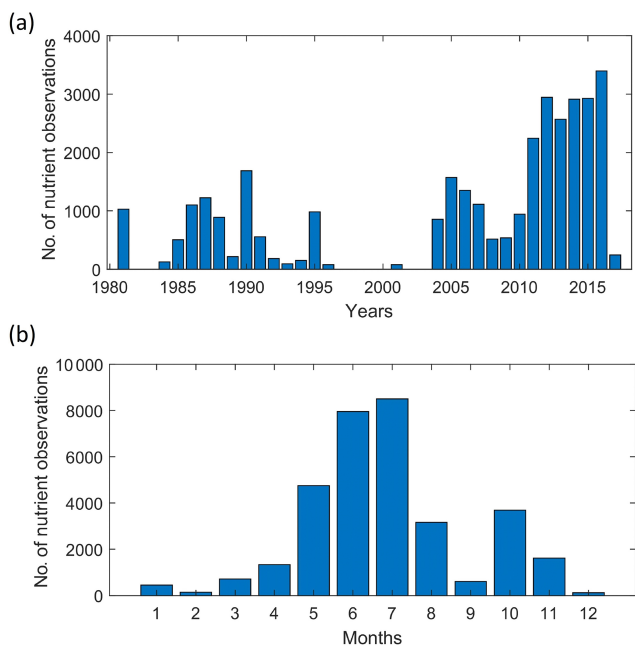 (a)
No. of nutrient observations
4000
3000
2000
1000
0
1980 1985 1990 1995 2000 2005 2010 2015
Years
(b)
No. of nutrient observations
10 000
8000
6000
4000
2000
0
1 2 3 4 5 6 7 8 9 10 11 12
Months